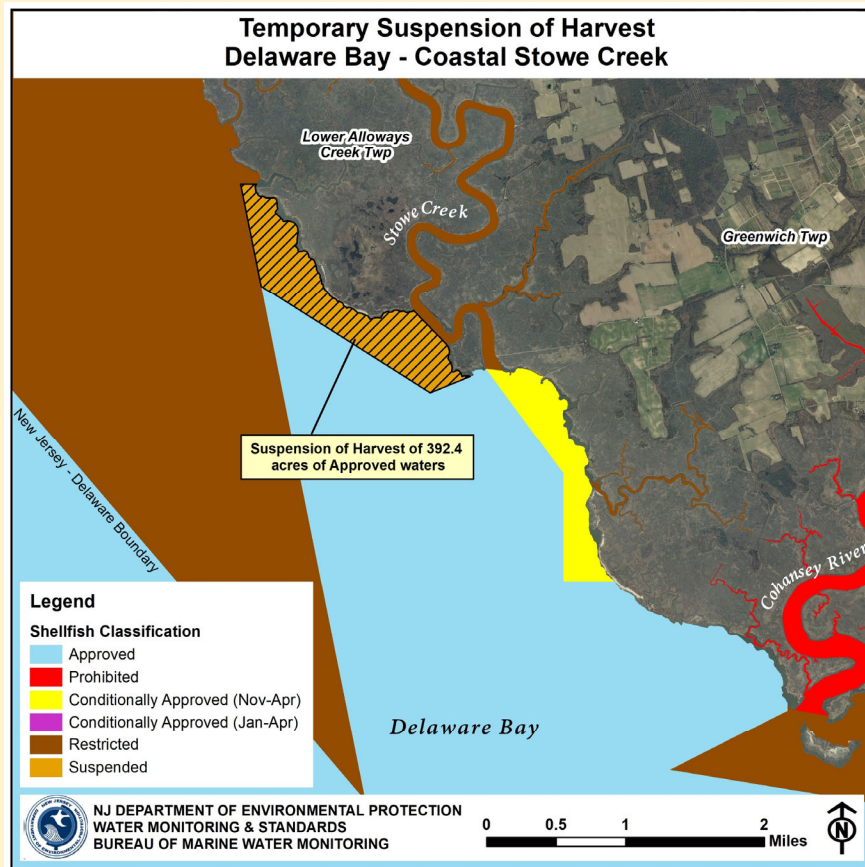 Temporary Suspension of Harvest
Delaware Bay - Coastal Stowe Creek
Lower Alloways
Creek Twp
Stowe Creek
Greenwich Twp
Suspension of Harvest of 392.4
acres of Approved waters
New Jersey - Delaware Boundary
Cohansey River
Legend
Shellfish Classification
Approved
Prohibited
Conditionally Approved (Nov-Apr)
Conditionally Approved (Jan-Apr)
Restricted
Suspended
Delaware Bay
NJ DEPARTMENT OF ENVIRONMENTAL PROTECTION
WATER MONITORING & STANDARDS
BUREAU OF MARINE WATER MONITORING
0 0.5 1 2
Miles
N